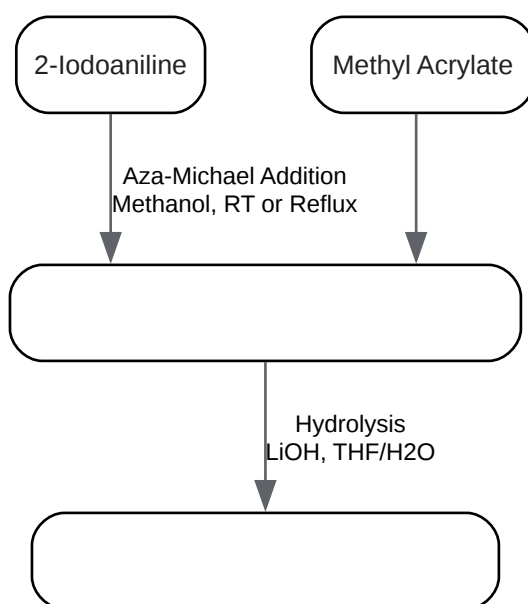 2-Iodoaniline
Methyl Acrylate
Aza-Michael Addition
Methanol, RT or Reflux
Hydrolysis
LiOH, THF/H2O